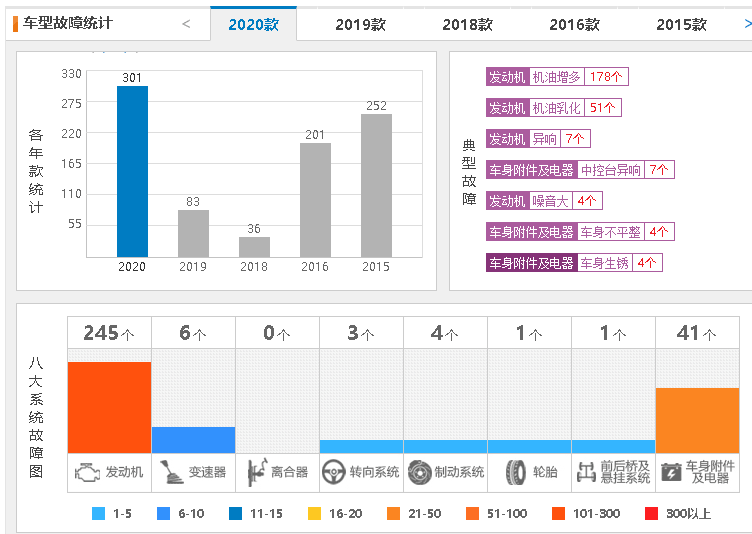 车型故障统计
<
2020款
2019款
2018款
2016款
2015款
>
各年款统计
330
275
220
165
110
55
301
83
36
201
252
2020
2019
2018
2016
2015
典型故障
发动机 机油增多 178个
发动机 机油乳化 51个
发动机 异响 7个
车身附件及电器 中控台异响 7个
发动机 噪音大 4个
车身附件及电器 车身不平整 4个
车身附件及电器 车身生锈 4个
八大系统故障图
245个
6个
0个
3个
4个
1个
1个
41个
发动机
变速器
离合器
转向系统
制动系统
轮胎
前后桥及
悬挂系统
车身附件
及电器
1-5
6-10
11-15
16-20
21-50
51-100
101-300
300以上